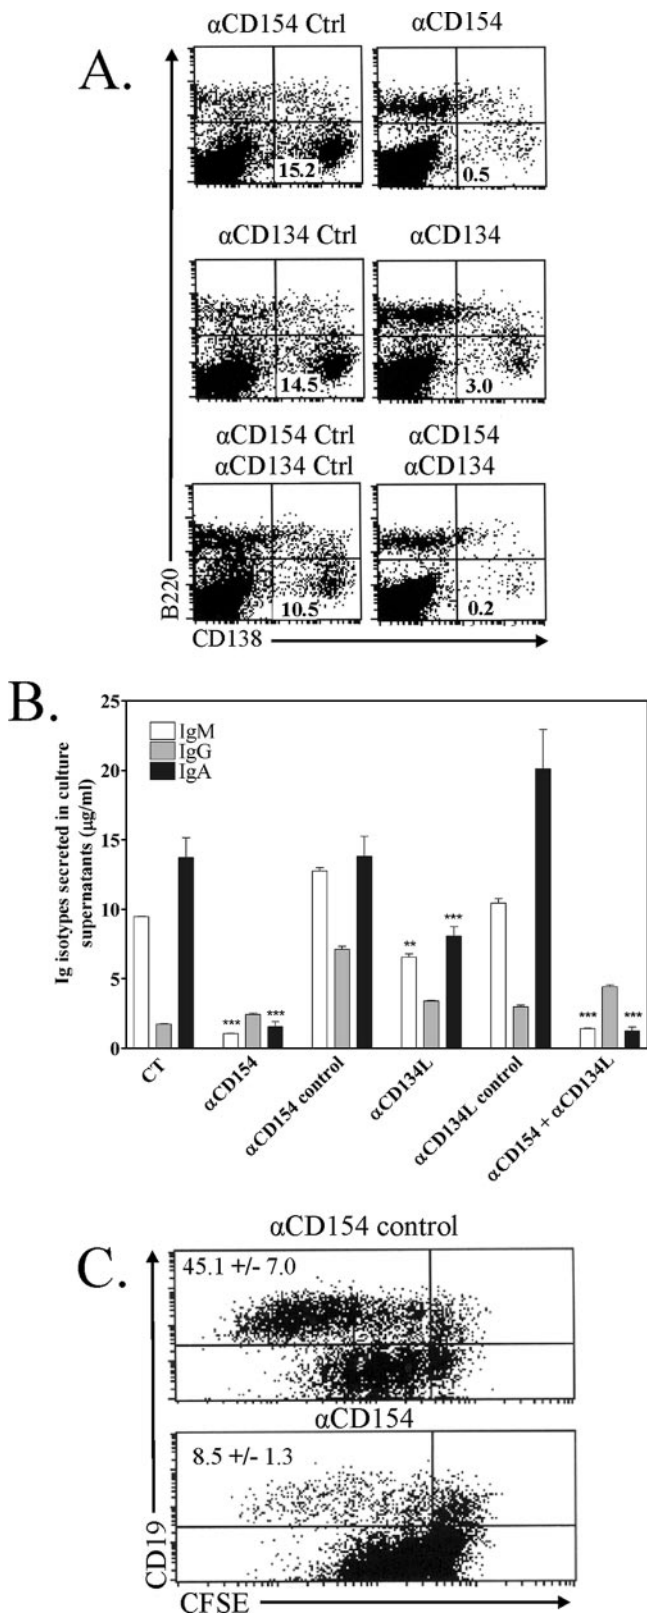 αCD154 Ctrl αCD154
A.
15.2 0.5
αCD134 Ctrl αCD134
14.5 3.0
αCD154 Ctrl αCD154
αCD134 Ctrl αCD134
10.5 0.2
B220
CD138
B.
25
20
15
10
5
0
Ig isotypes secreted in culture
supernatants (µg/ml)
IgM
IgG
IgA
*** *** ** *** *** ***
CT
αCD154
αCD154 control
αCD134L
αCD134L control
αCD154 + αCD134L
C.
αCD154 control
45.1 +/- 7.0
αCD154
8.5 +/- 1.3
CD19
CFSE